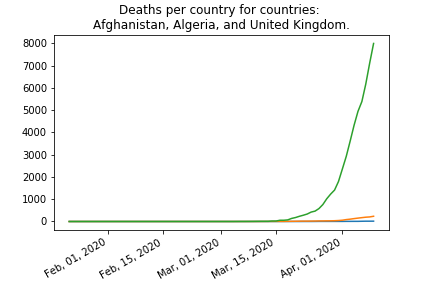 Deaths per country for countries:
Afghanistan, Algeria, and United Kingdom.
8000
7000
6000
5000
4000
3000
2000
1000
0
Feb, 01, 2020
Feb, 15, 2020
Mar, 01, 2020
Mar, 15, 2020
Apr, 01, 2020